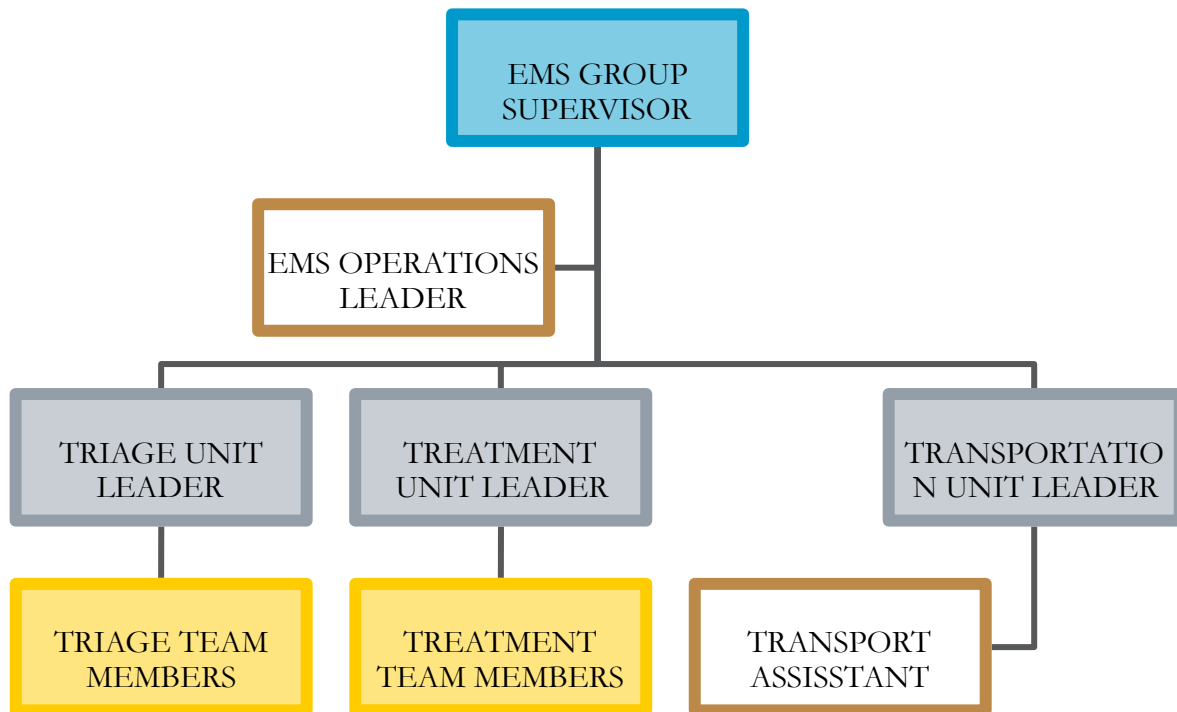 EMS GROUP
SUPERVISOR
EMS OPERATIONS
LEADER
TRIAGE UNIT
LEADER
TREATMENT
UNIT LEADER
TRANSPORTATIO
N UNIT LEADER
TRIAGE TEAM
MEMBERS
TREATMENT
TEAM MEMBERS
TRANSPORT
ASSISSTANT